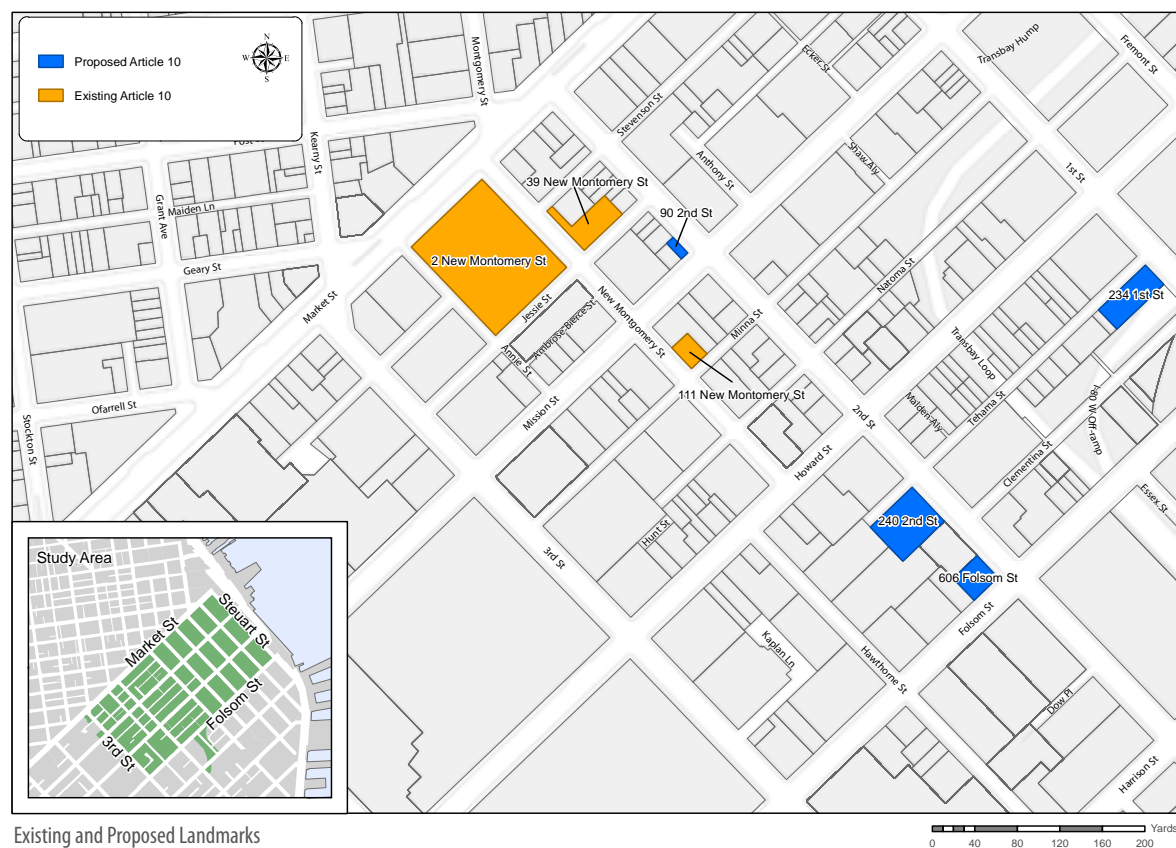 Proposed Article 10
Existing Article 10
N
W
E
S
Montgomery St
Kearny St
Grant Ave
Maiden Ln
Geary St
Market St
Ofarrell St
Stockton St
Ecker St
Transbay Hump
Fremont St
Stevenson St
Anthony St
Shaw Aly
1st St
39 New Montomery St
90 2nd St
2 New Montomery St
Jessie St
Ambrose Bierce St
Annie St
New Montgomery St
Minna St
Natoma St
234 1st St
Transbay Loop
111 New Montomery St
Mission St
2nd St
Malden Aly
Tehama St
I-80 W Off-ramp
Howard St
Clementina St
Essex St
Hunt St
3rd St
240 2nd St
606 Folsom St
Folsom St
Kaplan Ln
Hawthorne St
Dow Pl
Harrison St
Study Area
Market St
Steuart St
Folsom St
3rd St
Existing and Proposed Landmarks
Yards
0 40 80 120 160 200